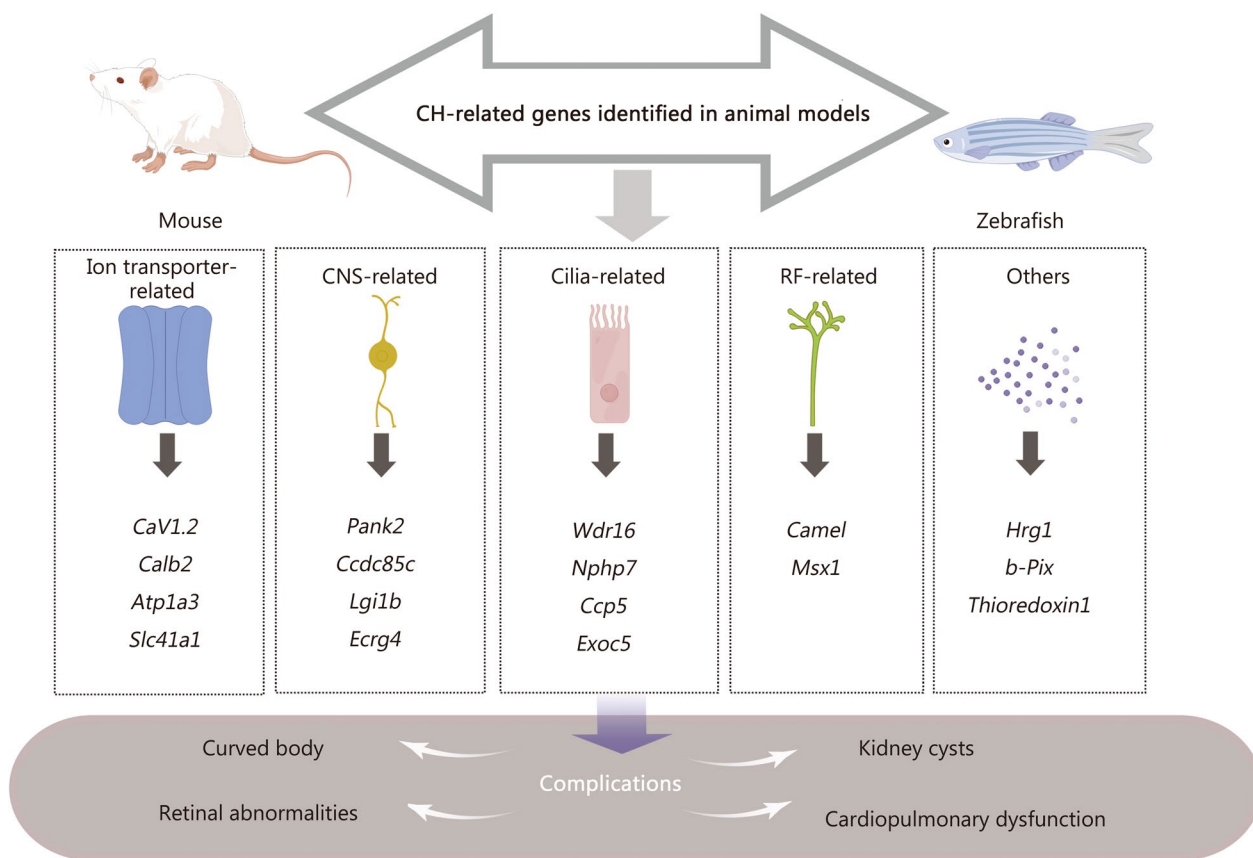 CH-related genes identified in animal models
Mouse
Zebrafish
Ion transporter-
related
CNS-related
Cilia-related
RF-related
Others
CaV1.2
Calb2
Atp1a3
Slc41a1
Pank2
Ccdc85c
Lgi1b
Ecrg4
Wdr16
Nphp7
Ccp5
Exoc5
Camel
Msx1
Hrg1
b-Pix
Thioredoxin1
Curved body
Kidney cysts
Complications
Retinal abnormalities
Cardiopulmonary dysfunction